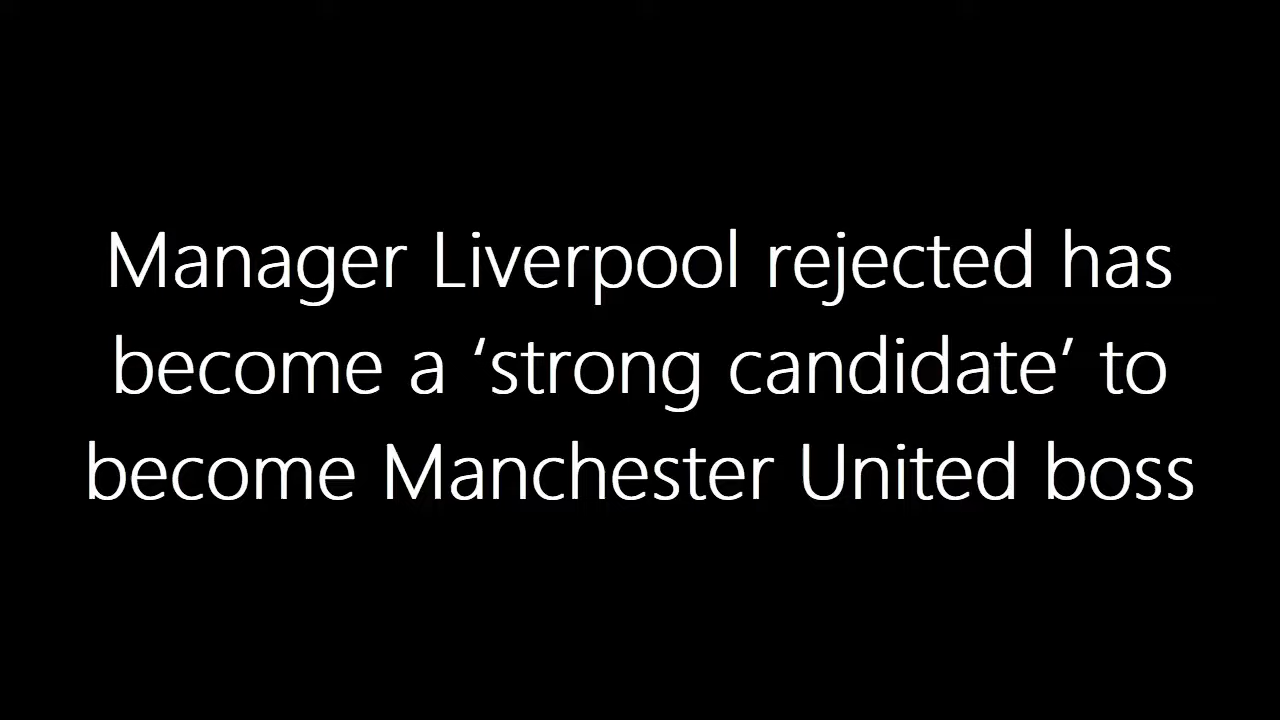 Manager Liverpool rejected has
become a ‘strong candidate’ to
become Manchester United boss